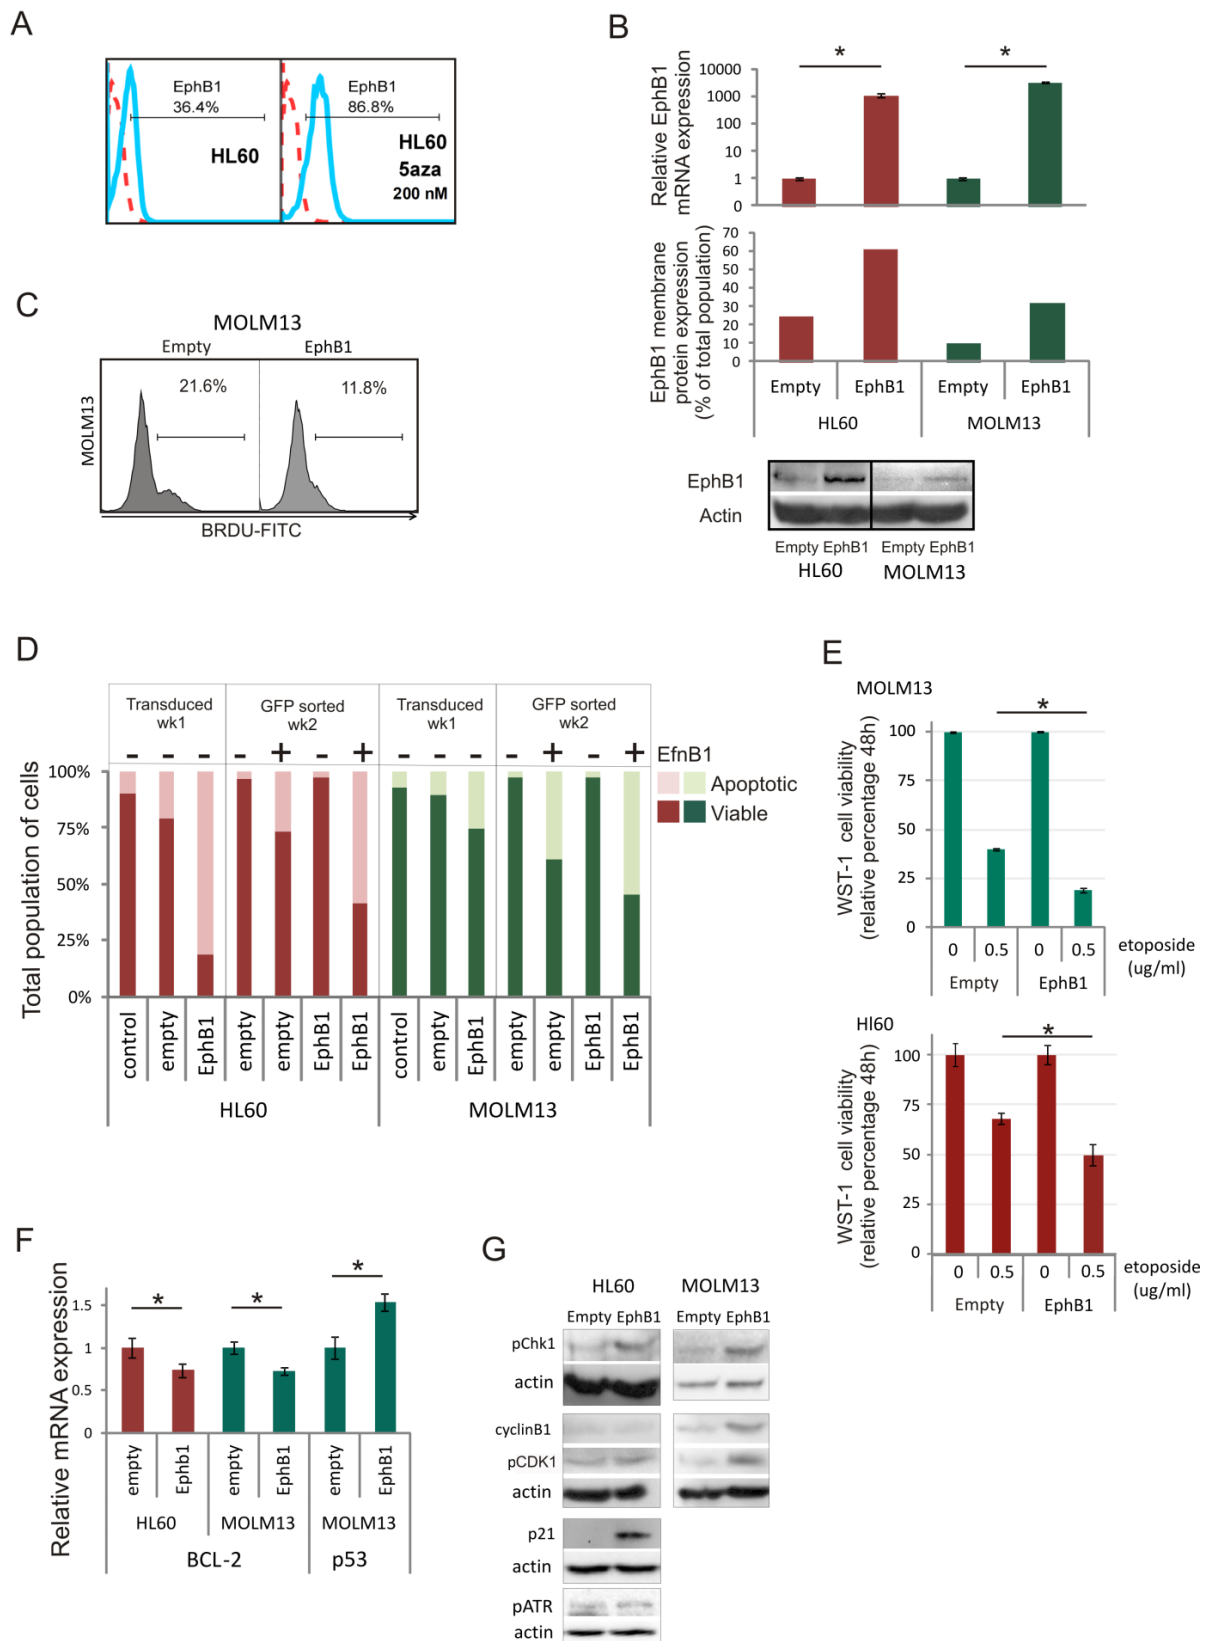 A
EphB1
36.4%
HL60
EphB1
86.8%
HL60
5aza
200 nM
B
Relative EphB1
mRNA expression
10000
1000
100
10
1
0
*
*
EphB1 membrane
protein expression
(% of total population)
70
60
50
40
30
20
10
0
Empty
EphB1
Empty
EphB1
HL60
MOLM13
EphB1
Actin
Empty EphB1
Empty EphB1
HL60
MOLM13
C
MOLM13
Empty
EphB1
21.6%
11.8%
MOLM13
BRDU-FITC
D
Transduced
wk1
GFP sorted
wk2
Transduced
wk1
GFP sorted
wk2
- - - - + - + - - - - + - + EfnB1
Apoptotic
Viable
Total population of cells
100%
75%
50%
25%
0%
control
empty
EphB1
empty
empty
EphB1
EphB1
control
empty
EphB1
empty
empty
EphB1
EphB1
HL60
MOLM13
E
MOLM13
*
WST-1 cell viability
(relative percentage 48h)
100
75
50
25
0
0 0.5 0 0.5 etoposide
(ug/ml)
Empty
EphB1
Hl60
*
WST-1 cell viability
(relative percentage 48h)
100
75
50
25
0
0 0.5 0 0.5 etoposide
(ug/ml)
Empty
EphB1
F
Relative mRNA expression
1.5
1
0.5
0
*
*
*
empty
Ephb1
empty
EphB1
empty
EphB1
HL60
MOLM13
MOLM13
BCL-2
p53
G
HL60
MOLM13
Empty EphB1
Empty EphB1
pChk1
actin
cyclinB1
pCDK1
actin
p21
actin
pATR
actin